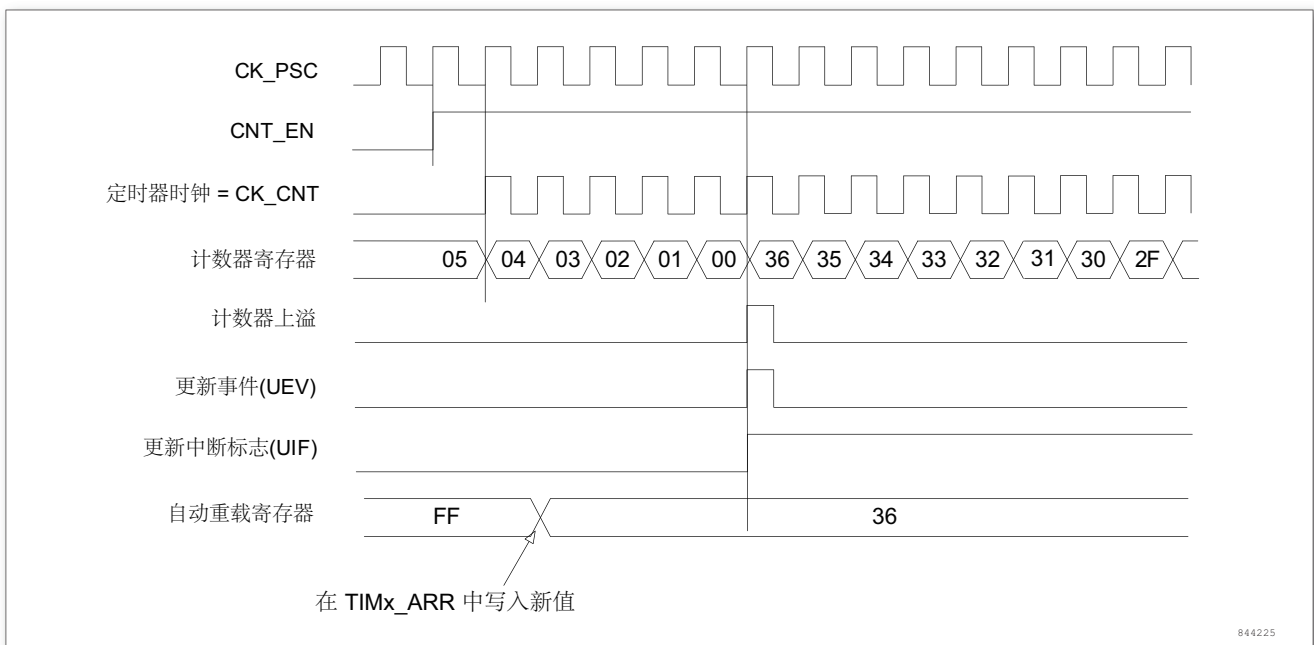 CK_PSC
CNT_EN
定时器时钟 = CK_CNT
计数器寄存器 05 04 03 02 01 00 36 35 34 33 32 31 30 2F
计数器上溢
更新事件(UEV)
更新中断标志(UIF)
自动重载寄存器 FF 36
在 TIMx_ARR 中写入新值
844225